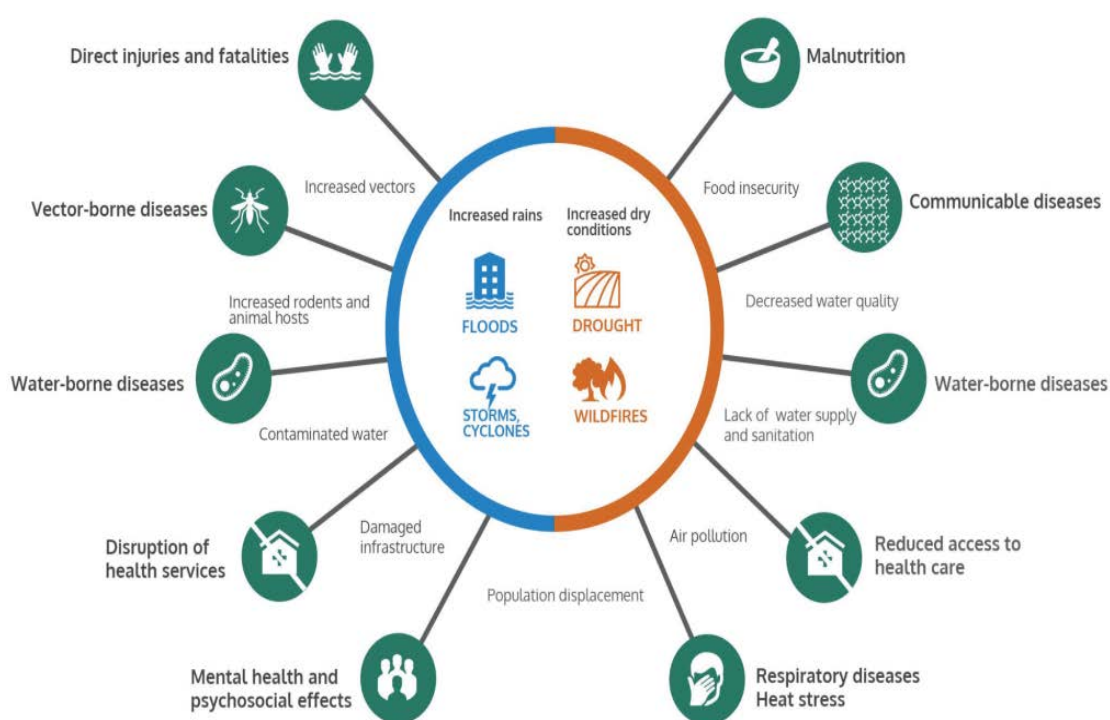 Direct injuries and fatalities
Malnutrition
Increased vectors
Food insecurity
Vector-borne diseases
Communicable diseases
Increased rains
Increased dry
conditions
Increased rodents and
animal hosts
Decreased water quality
FLOODS
DROUGHT
Water-borne diseases
Water-borne diseases
STORMS,
CYCLONES
WILDFIRES
Contaminated water
Lack of water supply
and sanitation
Damaged
infrastructure
Air pollution
Disruption of
health services
Reduced access to
health care
Population displacement
Mental health and
psychosocial effects
Respiratory diseases
Heat stress